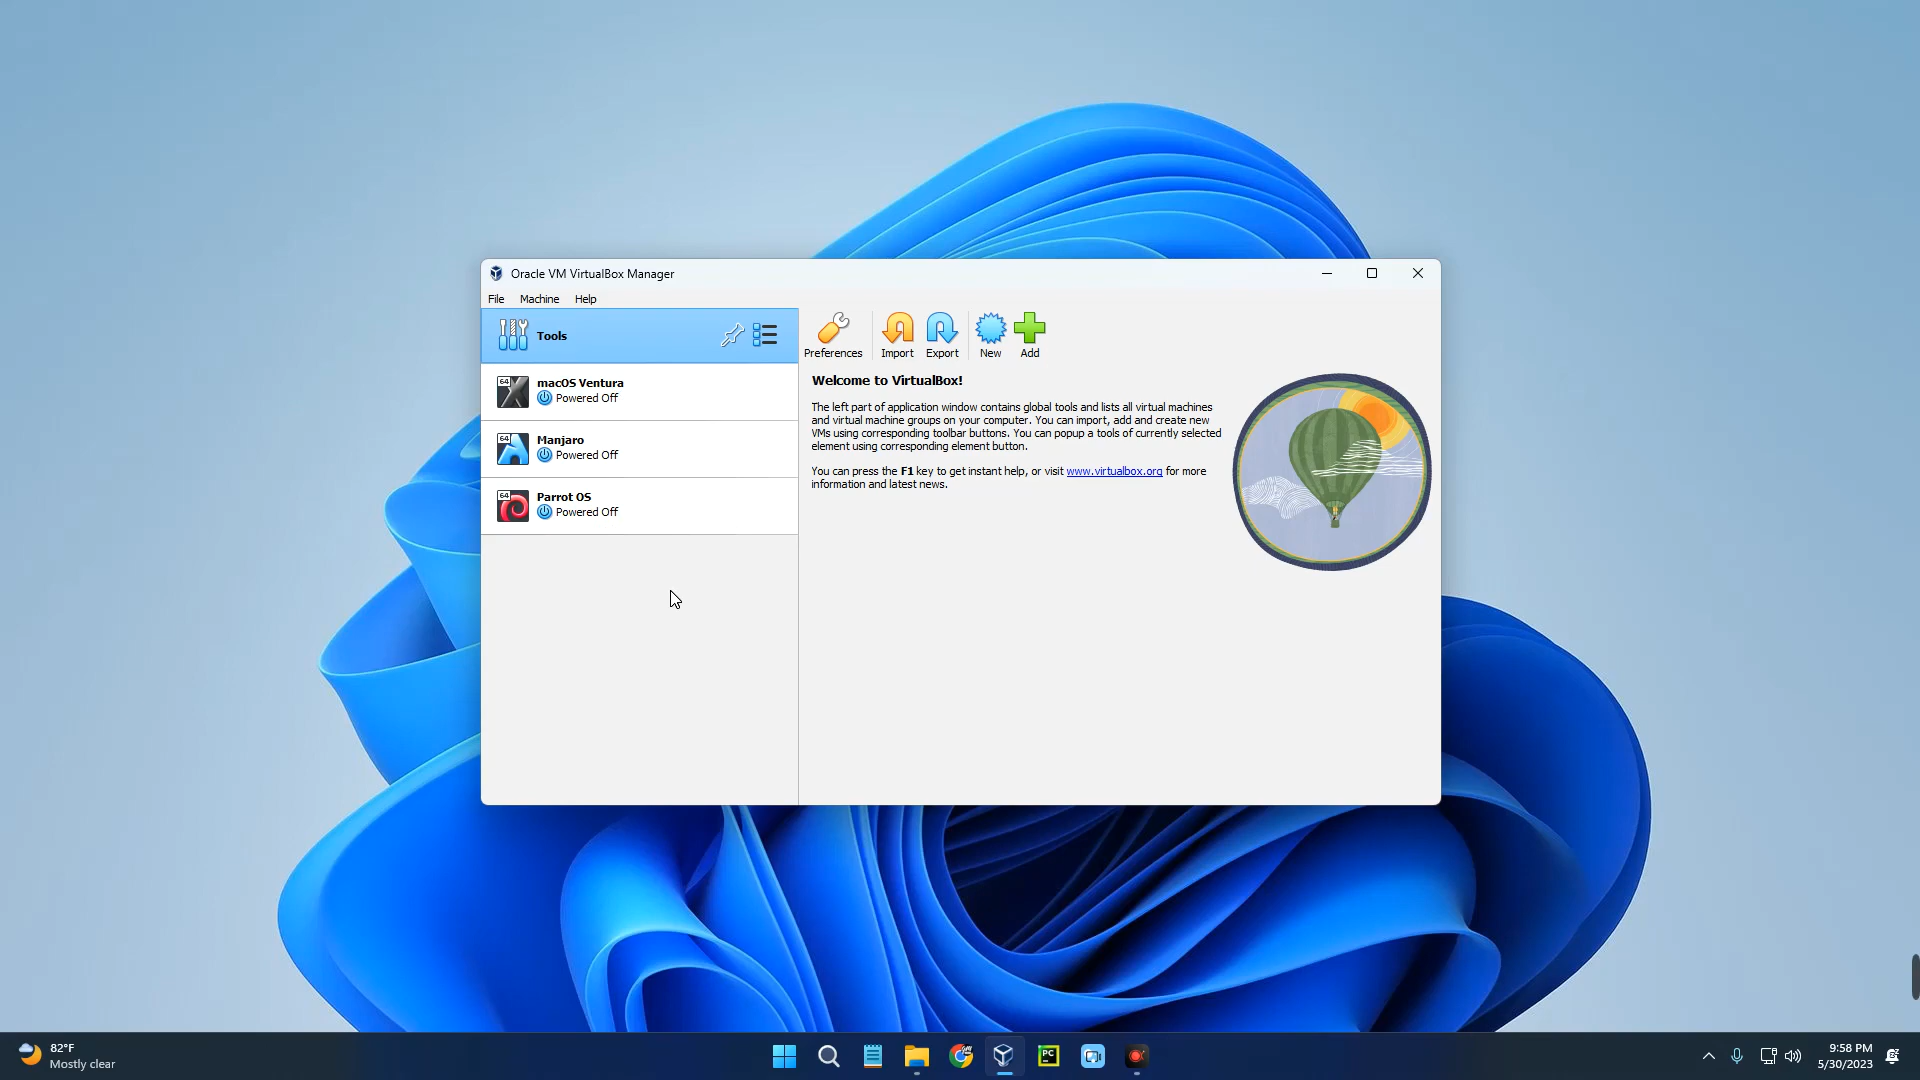 Oracle VM VirtualBox Manager
File Machine Help
Tools
Preferences Import Export New Add
64
macOS Ventura
Powered Off
64
Manjaro
Powered Off
64
Parrot OS
Powered Off
Welcome to VirtualBox!
The left part of application window contains global tools and lists all virtual machines
and virtual machine groups on your computer. You can import, add and create new
VMs using corresponding toolbar buttons. You can popup a tools of currently selected
element using corresponding element button.
You can press the F1 key to get instant help, or visit www.virtualbox.org for more
information and latest news.
82°F
Mostly clear
PC
9:58 PM
5/30/2023